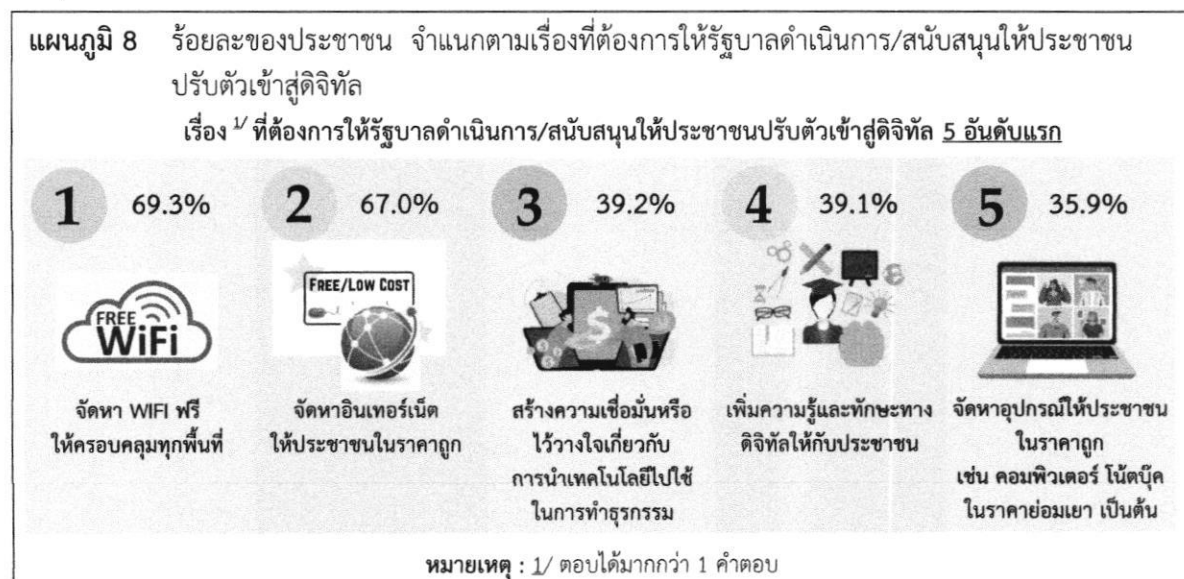 แผนภูมิ 8 ร้อยละของประชาชน จำแนกตามเรื่องที่ต้องการให้รัฐบาลดำเนินการ/สนับสนุนให้ประชาชน
ปรับตัวเข้าสู่ดิจิทัล
เรื่อง 1/ ที่ต้องการให้รัฐบาลดำเนินการ/สนับสนุนให้ประชาชนปรับตัวเข้าสู่ดิจิทัล 5 อันดับแรก
1 69.3%
FREE
WiFi
จัดหา WIFI ฟรี
ให้ครอบคลุมทุกพื้นที่
2 67.0%
FREE/LOW COST
จัดหาอินเทอร์เน็ต
ให้ประชาชนในราคาถูก
3 39.2%
$
สร้างความเชื่อมั่นหรือ
ไว้วางใจเกี่ยวกับ
การนำเทคโนโลยีไปใช้
ในการทำธุรกรรม
4 39.1%
เพิ่มความรู้และทักษะทาง
ดิจิทัลให้กับประชาชน
5 35.9%
จัดหาอุปกรณ์ให้ประชาชน
ในราคาถูก
เช่น คอมพิวเตอร์ โน้ตบุ๊ค
ในราคาย่อมเยา เป็นต้น
หมายเหตุ : 1/ ตอบได้มากกว่า 1 คำตอบ